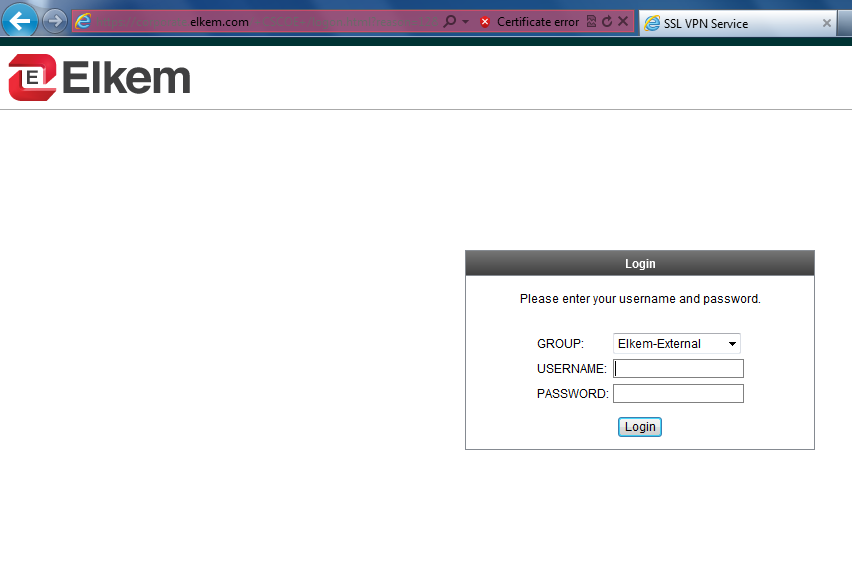 elkem.com
Certificate error
SSL VPN Service
E Elkem
Login
Please enter your username and password.
GROUP: Elkem-External
USERNAME:
PASSWORD:
Login